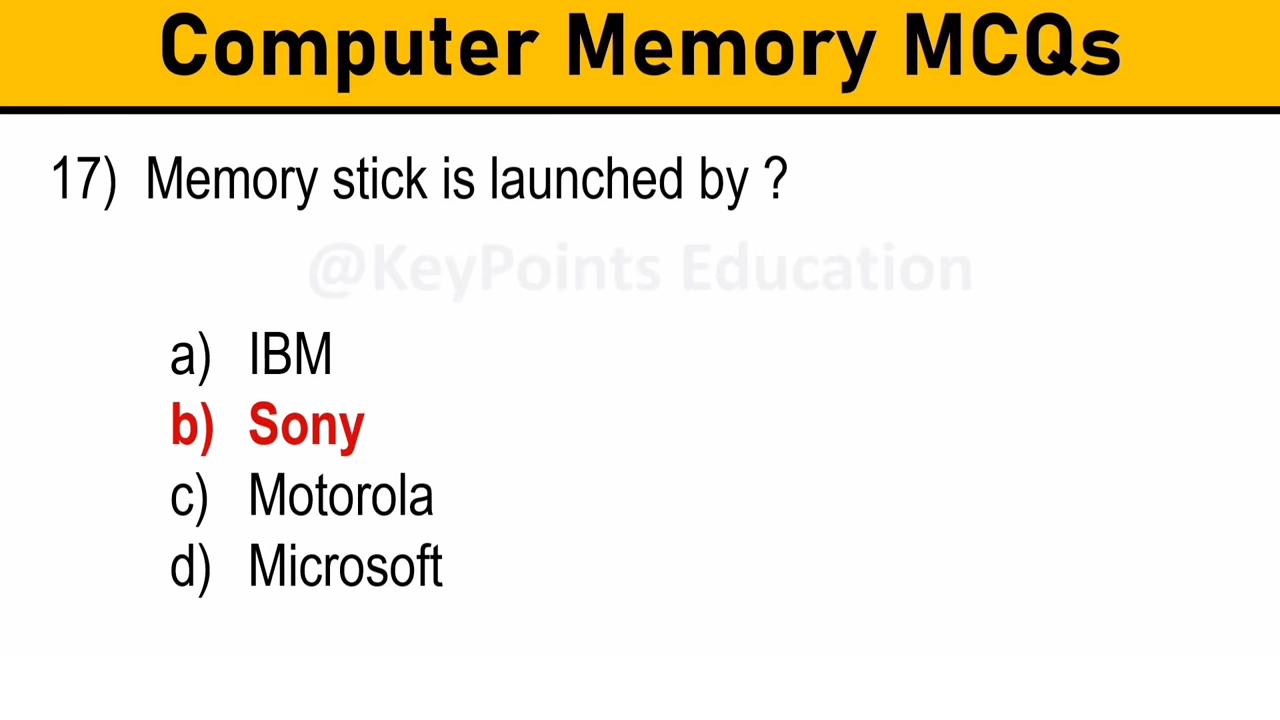 Computer Memory MCQs
17) Memory stick is launched by ?
@KeyPoints Education
a) IBM
b) Sony
c) Motorola
d) Microsoft